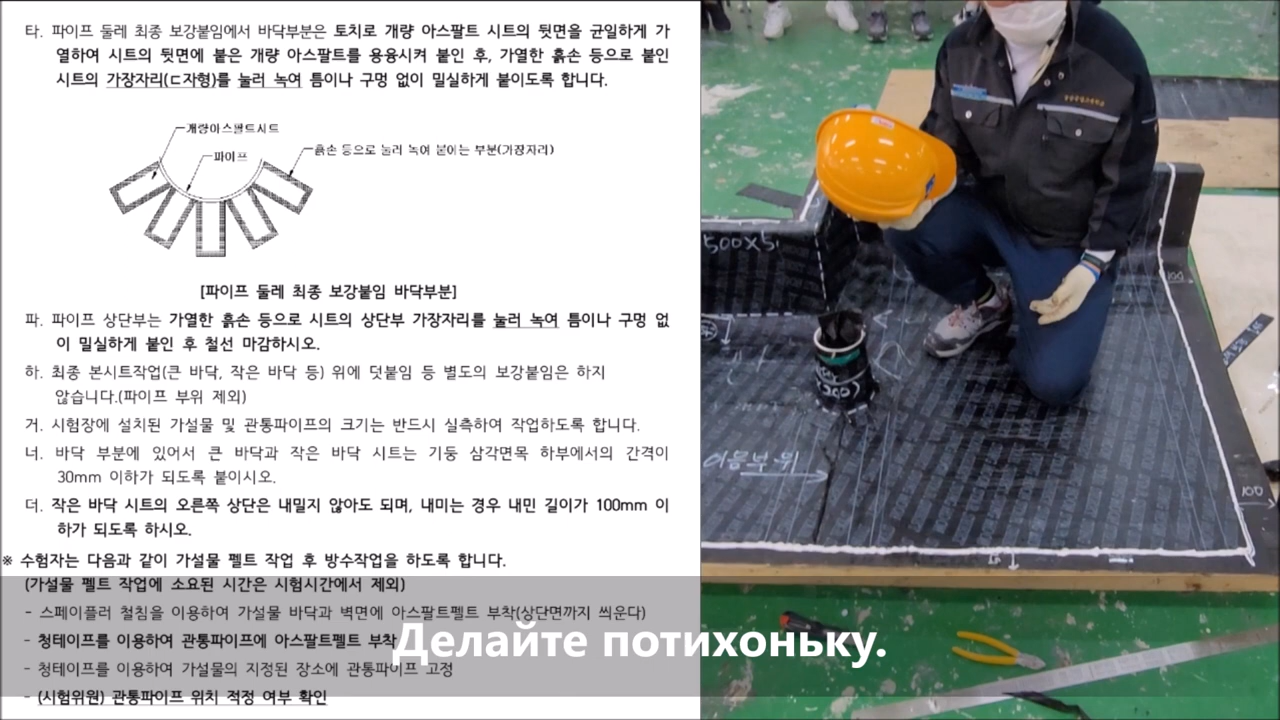 타. 파이프 둘레 최종 보강붙임에서 바닥부분은 토치로 개량 아스팔트 시트의 뒷면을 균일하게 가
열하여 시트의 뒷면에 붙은 개량 아스팔트를 용융시켜 붙인 후, 가열한 흙손 등으로 붙인
시트의 가장자리(ㄷ자형)를 눌러 녹여 틈이나 구멍 없이 밀실하게 붙이도록 합니다.
개량아스팔트시트
파이프
흙손 등으로 눌러 녹여 붙이는 부분(가장자리)
[파이프 둘레 최종 보강붙임 바닥부분]
파. 파이프 상단부는 가열한 흙손 등으로 시트의 상단부 가장자리를 눌러 녹여 틈이나 구멍 없
이 밀실하게 붙인 후 철선 마감하시오.
하. 최종 본시트작업(큰 바닥, 작은 바닥 등) 위에 덧붙임 등 별도의 보강붙임은 하지
않습니다.(파이프 부위 제외)
거. 시험장에 설치된 가설물 및 관통파이프의 크기는 반드시 실측하여 작업하도록 합니다.
너. 바닥 부분에 있어서 큰 바닥과 작은 바닥 시트는 기둥 삼각면목 하부에서의 간격이
30mm 이하가 되도록 붙이시오.
더. 작은 바닥 시트의 오른쪽 상단은 내밀지 않아도 되며, 내미는 경우 내민 길이가 100mm 이
하가 되도록 하시오.
※ 수험자는 다음과 같이 가설물 펠트 작업 후 방수작업을 하도록 합니다.
(가설물 펠트 작업에 소요된 시간은 시험시간에서 제외)
- 스페이플러 철침을 이용하여 가설물 바닥과 벽면에 아스팔트펠트 부착(상단면까지 씌운다)
- 청테이프를 이용하여 관통파이프에 아스팔트펠트 부착
- 청테이프를 이용하여 가설물의 지정된 장소에 관통파이프 고정
- (시험위원) 관통파이프 위치 적정 여부 확인
500X5
이음부위
100
100
Делайте потихоньку.